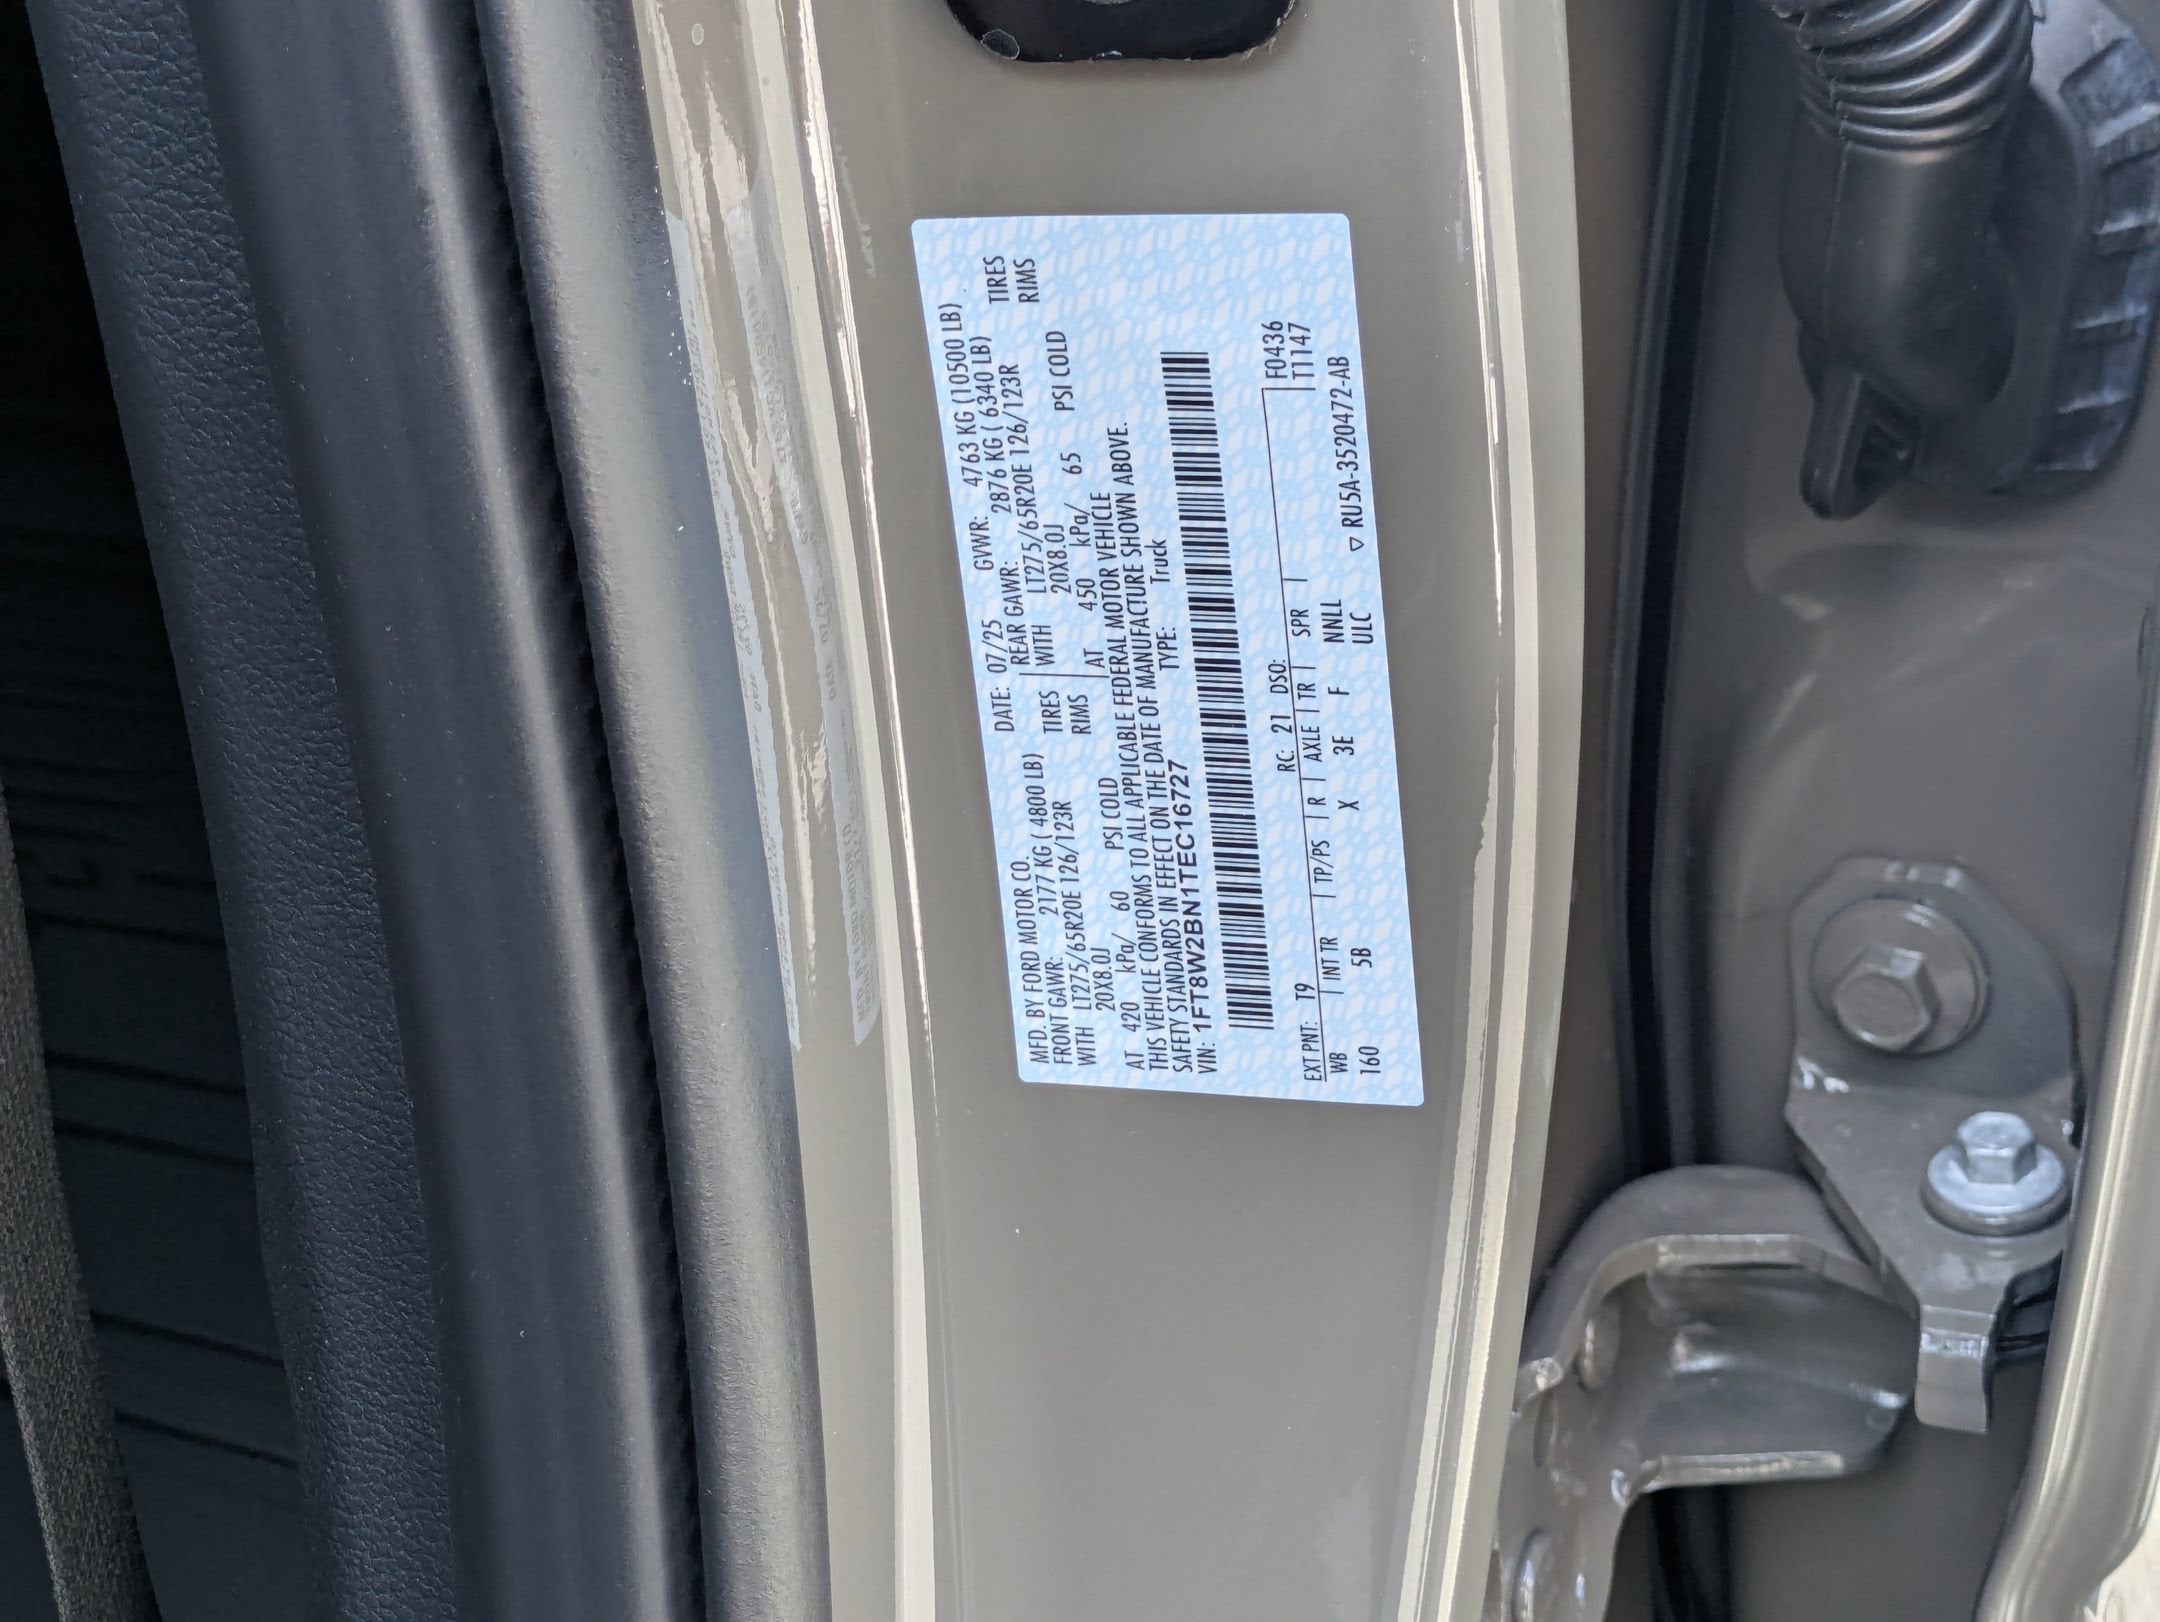 MFD. BY FORD MOTOR CO. DATE: 07/25 GVWR: 4763 KG (10500 LB)
FRONT GAWR: 2177 KG ( 4800 LB) REAR GAWR: 2876 KG ( 6340 LB)
WITH LT275/65R20E 126/123R TIRES WITH LT275/65R20E 126/123R TIRES
20X8.0J RIMS 20X8.0J RIMS
AT 420 kPa/ 60 PSI COLD AT 450 kPa/ 65 PSI COLD
THIS VEHICLE CONFORMS TO ALL APPLICABLE FEDERAL MOTOR VEHICLE
SAFETY STANDARDS IN EFFECT ON THE DATE OF MANUFACTURE SHOWN ABOVE.
VIN: 1FT8W2BN1TEC16727 TYPE: Truck
F0436
EXT PNT: T9 RC: 21 DSO: T1147
WB INT TR TP/PS R AXLE TR SPR
160 5B X 3E F NNLL
ULC ▽ RU5A-3520472-AB